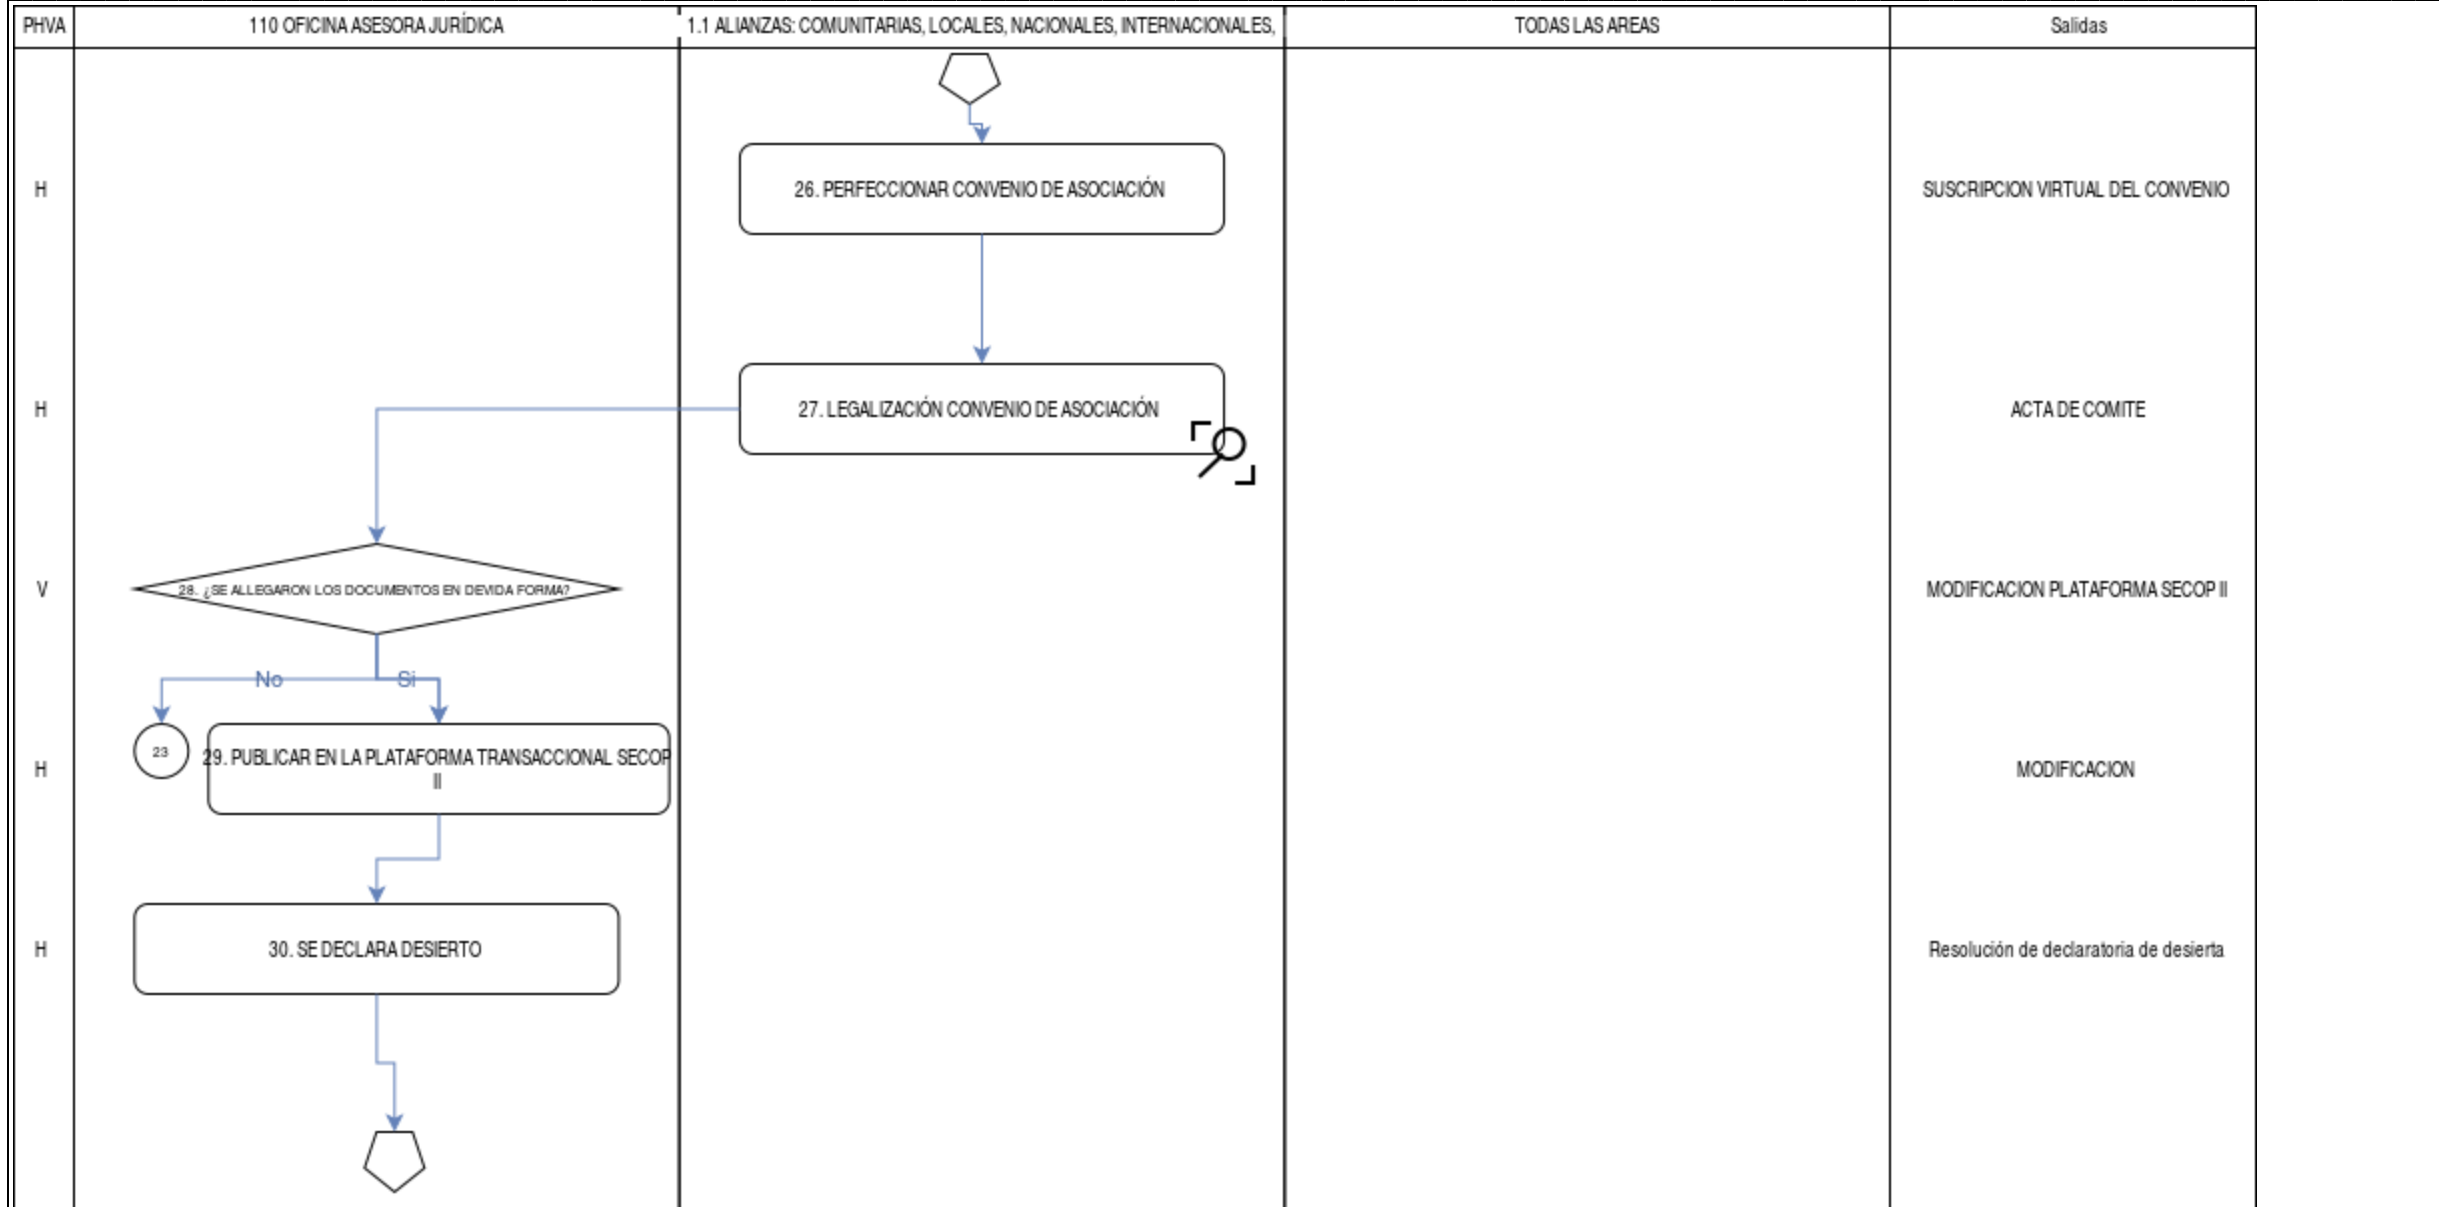 PHVA
110 OFICINA ASESORA JURÍDICA
1.1 ALIANZAS: COMUNITARIAS, LOCALES, NACIONALES, INTERNACIONALES,
TODAS LAS AREAS
Salidas
H
26. PERFECCIONAR CONVENIO DE ASOCIACIÓN
SUSCRIPCION VIRTUAL DEL CONVENIO
H
27. LEGALIZACIÓN CONVENIO DE ASOCIACIÓN
ACTA DE COMITE
V
28. ¿SE ALLEGARON LOS DOCUMENTOS EN DEVIDA FORMA?
MODIFICACION PLATAFORMA SECOP II
No
Si
H
23
29. PUBLICAR EN LA PLATAFORMA TRANSACCIONAL SECOP
II
MODIFICACION
H
30. SE DECLARA DESIERTO
Resolución de declaratoria de desierta